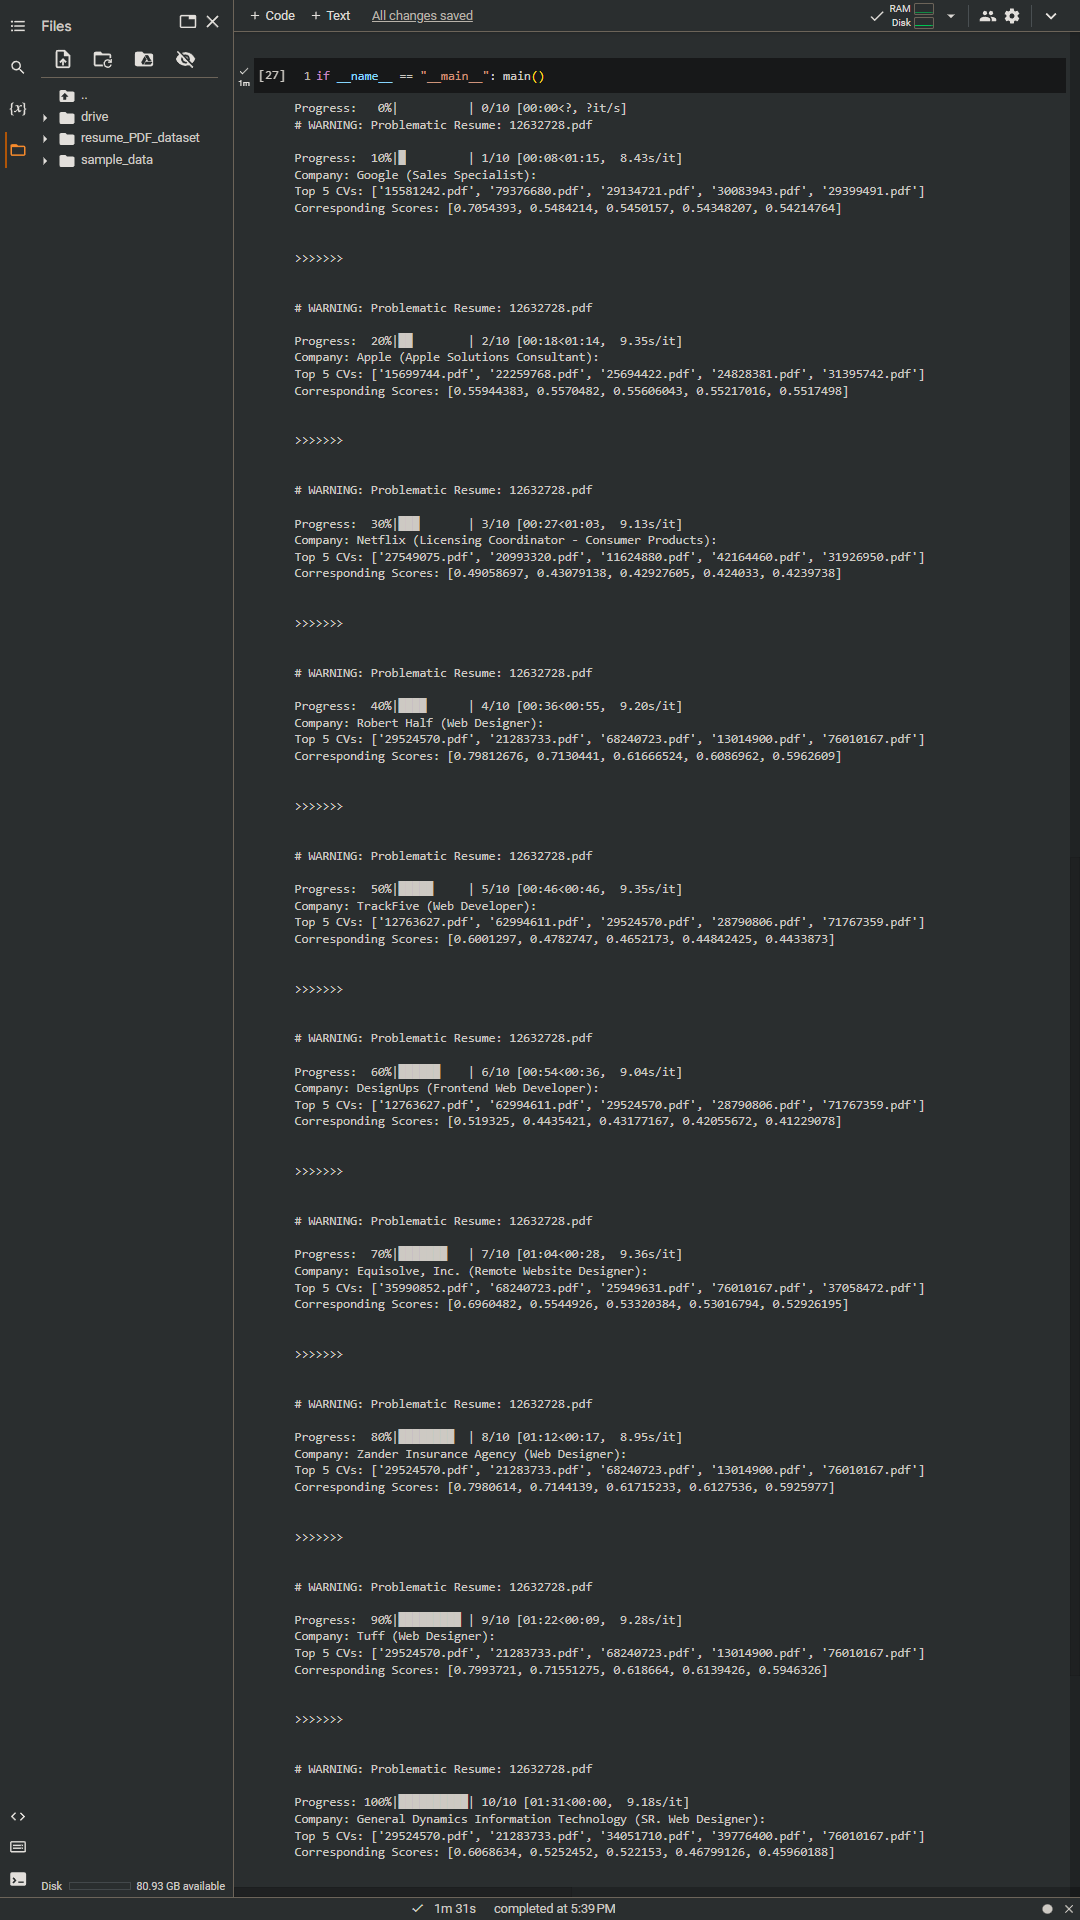 Files
+ Code + Text All changes saved
RAM
Disk
..
drive
resume_PDF_dataset
sample_data
{x}
1m
[27] 1 if __name__ == "__main__": main()
Progress:   0%|          | 0/10 [00:00<?, ?it/s]
# WARNING: Problematic Resume: 12632728.pdf
Progress:  10%|█         | 1/10 [00:08<01:15,  8.43s/it]
Company: Google (Sales Specialist):
Top 5 CVs: ['15581242.pdf', '79376680.pdf', '29134721.pdf', '30083943.pdf', '29399491.pdf']
Corresponding Scores: [0.7054393, 0.5484214, 0.5450157, 0.54348207, 0.54214764]
>>>>>>>
# WARNING: Problematic Resume: 12632728.pdf
Progress:  20%|██        | 2/10 [00:18<01:14,  9.35s/it]
Company: Apple (Apple Solutions Consultant):
Top 5 CVs: ['15699744.pdf', '22259768.pdf', '25694422.pdf', '24828381.pdf', '31395742.pdf']
Corresponding Scores: [0.55944383, 0.5570482, 0.55606043, 0.55217016, 0.5517498]
>>>>>>>
# WARNING: Problematic Resume: 12632728.pdf
Progress:  30%|███       | 3/10 [00:27<01:03,  9.13s/it]
Company: Netflix (Licensing Coordinator - Consumer Products):
Top 5 CVs: ['27549075.pdf', '20993320.pdf', '11624880.pdf', '42164460.pdf', '31926950.pdf']
Corresponding Scores: [0.49058697, 0.43079138, 0.42927605, 0.424033, 0.4239738]
>>>>>>>
# WARNING: Problematic Resume: 12632728.pdf
Progress:  40%|████      | 4/10 [00:36<00:55,  9.20s/it]
Company: Robert Half (Web Designer):
Top 5 CVs: ['29524570.pdf', '21283733.pdf', '68240723.pdf', '13014900.pdf', '76010167.pdf']
Corresponding Scores: [0.79812676, 0.7130441, 0.61666524, 0.6086962, 0.5962609]
>>>>>>>
# WARNING: Problematic Resume: 12632728.pdf
Progress:  50%|█████     | 5/10 [00:46<00:46,  9.35s/it]
Company: TrackFive (Web Developer):
Top 5 CVs: ['12763627.pdf', '62994611.pdf', '29524570.pdf', '28790806.pdf', '71767359.pdf']
Corresponding Scores: [0.6001297, 0.4782747, 0.4652173, 0.44842425, 0.4433873]
>>>>>>>
# WARNING: Problematic Resume: 12632728.pdf
Progress:  60%|██████    | 6/10 [00:54<00:36,  9.04s/it]
Company: DesignUps (Frontend Web Developer):
Top 5 CVs: ['12763627.pdf', '62994611.pdf', '29524570.pdf', '28790806.pdf', '71767359.pdf']
Corresponding Scores: [0.519325, 0.4435421, 0.43177167, 0.42055672, 0.41229078]
>>>>>>>
# WARNING: Problematic Resume: 12632728.pdf
Progress:  70%|███████   | 7/10 [01:04<00:28,  9.36s/it]
Company: Equisolve, Inc. (Remote Website Designer):
Top 5 CVs: ['35990852.pdf', '68240723.pdf', '25949631.pdf', '76010167.pdf', '37058472.pdf']
Corresponding Scores: [0.6960482, 0.5544926, 0.53320384, 0.53016794, 0.52926195]
>>>>>>>
# WARNING: Problematic Resume: 12632728.pdf
Progress:  80%|████████  | 8/10 [01:12<00:17,  8.95s/it]
Company: Zander Insurance Agency (Web Designer):
Top 5 CVs: ['29524570.pdf', '21283733.pdf', '68240723.pdf', '13014900.pdf', '76010167.pdf']
Corresponding Scores: [0.7980614, 0.7144139, 0.61715233, 0.6127536, 0.5925977]
>>>>>>>
# WARNING: Problematic Resume: 12632728.pdf
Progress:  90%|█████████ | 9/10 [01:22<00:09,  9.28s/it]
Company: Tuff (Web Designer):
Top 5 CVs: ['29524570.pdf', '21283733.pdf', '68240723.pdf', '13014900.pdf', '76010167.pdf']
Corresponding Scores: [0.7993721, 0.71551275, 0.618664, 0.6139426, 0.5946326]
>>>>>>>
# WARNING: Problematic Resume: 12632728.pdf
Progress: 100%|██████████| 10/10 [01:31<00:00,  9.18s/it]
Company: General Dynamics Information Technology (SR. Web Designer):
Top 5 CVs: ['29524570.pdf', '21283733.pdf', '34051710.pdf', '39776400.pdf', '76010167.pdf']
Corresponding Scores: [0.6068634, 0.5252452, 0.522153, 0.46799126, 0.45960188]
Disk 80.93 GB available
1m 31s completed at 5:39 PM